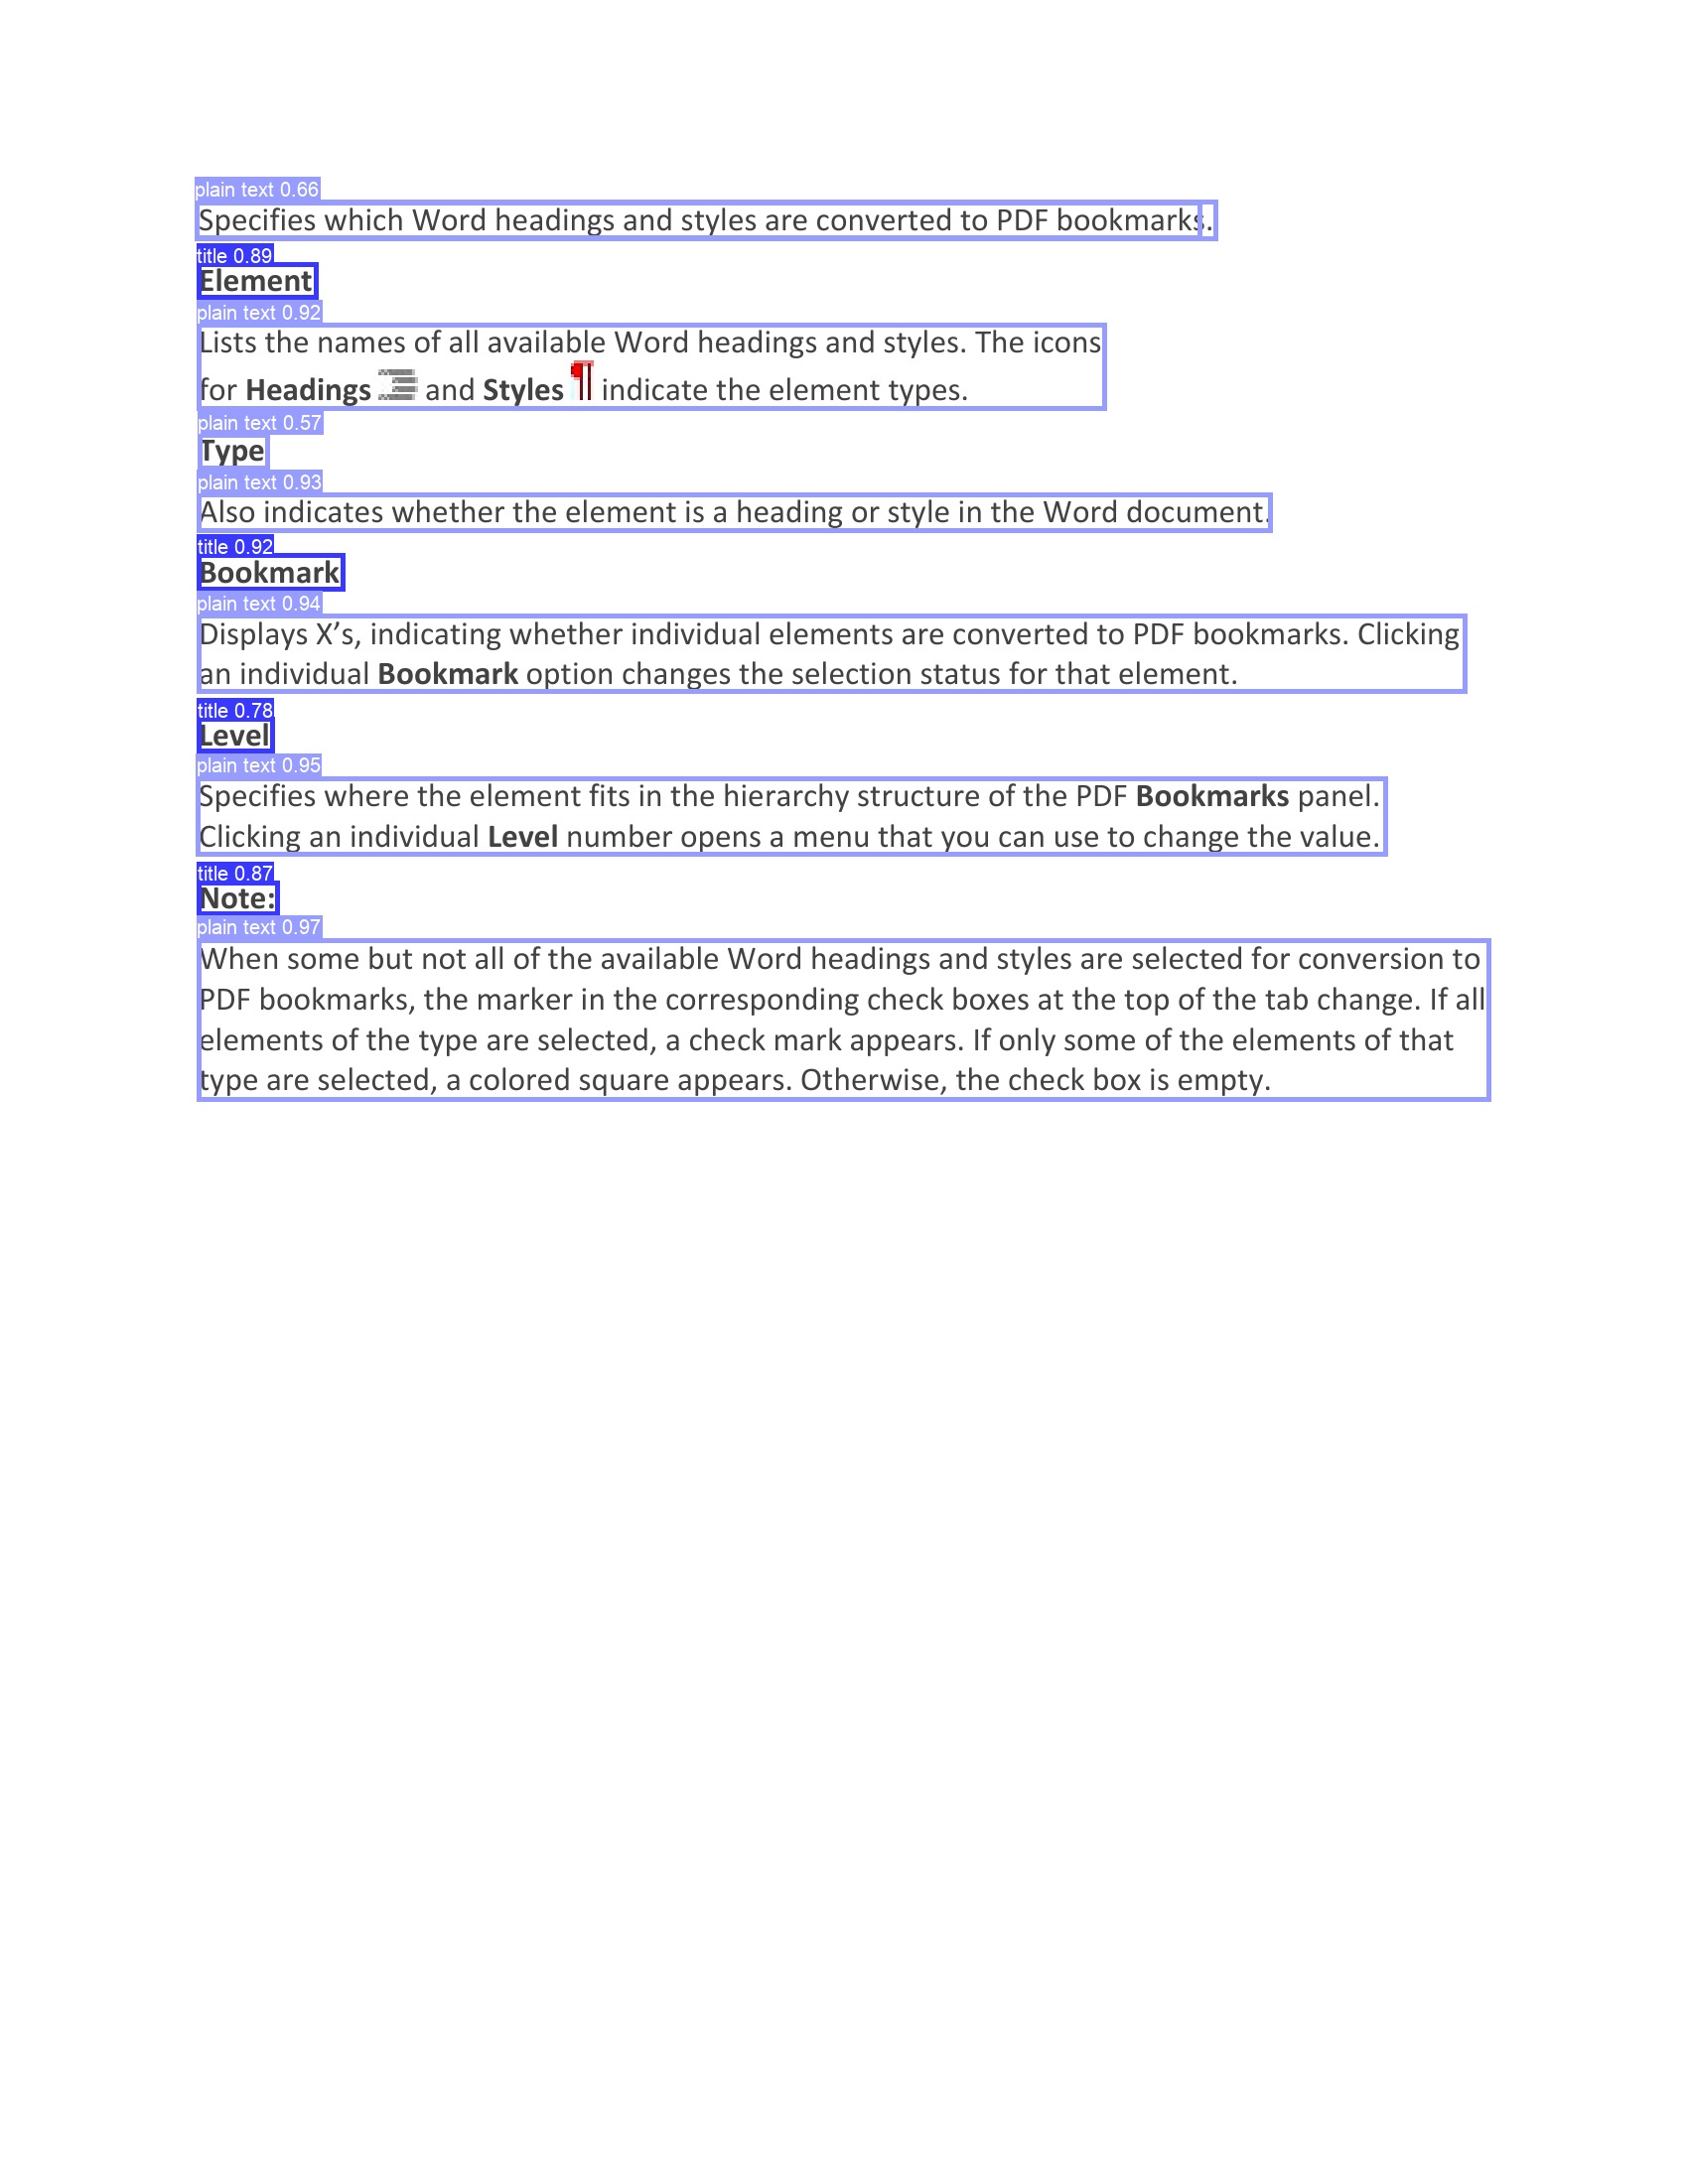 plain text 0.66
Specifies which Word headings and styles are converted to PDF bookmarks.
title 0.89
Element
plain text 0.92
Lists the names of all available Word headings and styles. The icons
for Headings and Styles ¶ indicate the element types.
plain text 0.57
Type
plain text 0.93
Also indicates whether the element is a heading or style in the Word document.
title 0.92
Bookmark
plain text 0.94
Displays X’s, indicating whether individual elements are converted to PDF bookmarks. Clicking
an individual Bookmark option changes the selection status for that element.
title 0.78
Level
plain text 0.95
Specifies where the element fits in the hierarchy structure of the PDF Bookmarks panel.
Clicking an individual Level number opens a menu that you can use to change the value.
title 0.87
Note:
plain text 0.97
When some but not all of the available Word headings and styles are selected for conversion to
PDF bookmarks, the marker in the corresponding check boxes at the top of the tab change. If all
elements of the type are selected, a check mark appears. If only some of the elements of that
type are selected, a colored square appears. Otherwise, the check box is empty.